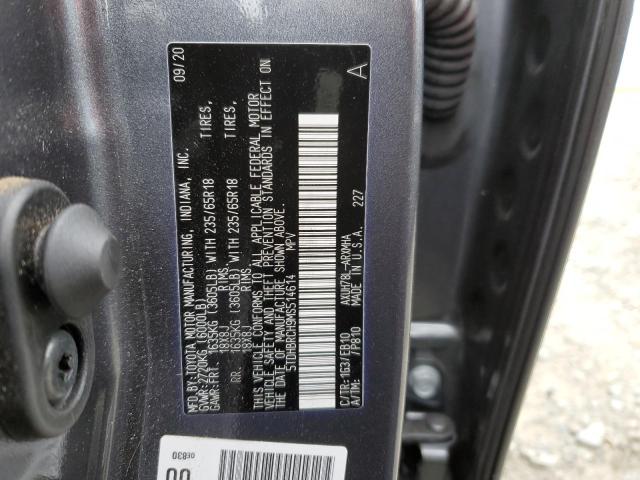 MFD.BY:TOYOTA MOTOR MANUFACTURING, INDIANA, INC. 09/20
GVWR:2720KG (6000LB)
GAWR:FRT 1635KG (3605LB) WITH 235/65R18 TIRES,
18X8J RIMS,
RR. 1635KG (3605LB) WITH 235/65R18 TIRES,
18X8J RIMS,
THIS VEHICLE CONFORMS TO ALL APPLICABLE FEDERAL MOTOR
VEHICLE SAFETY AND THEFT PREVENTION STANDARDS IN EFFECT ON
THE DATE OF MANUFACTURE SHOWN ABOVE.
5TDHBRCH9MS514614 MPV A
C/TR:1G3/EB10 AXUH78L-ARXMHA 227
A/TM: /P810 MADE IN U.S.A.
0E830